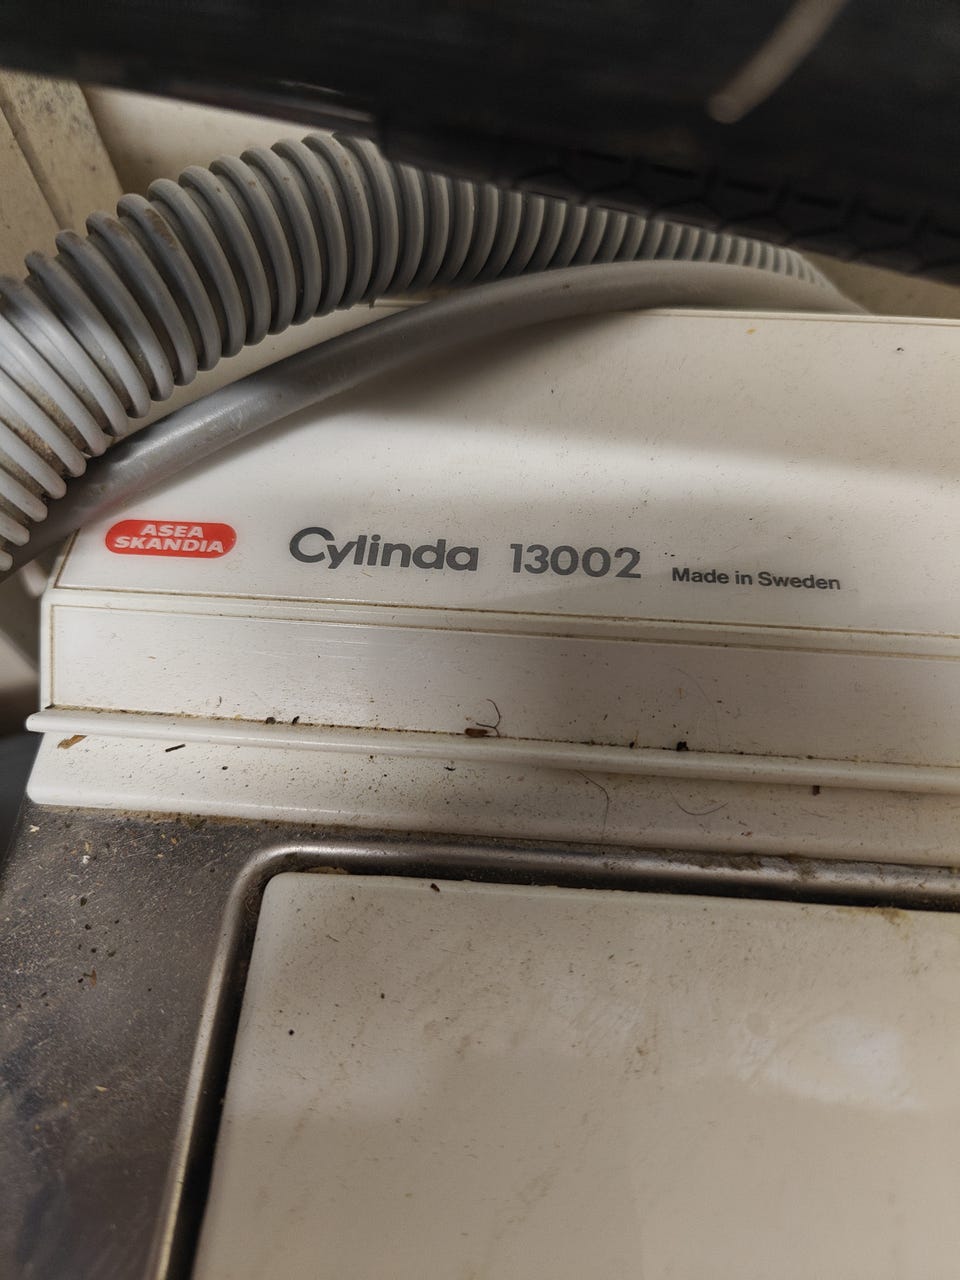 ASEA
SKANDIA
Cylinda 13002 Made in Sweden